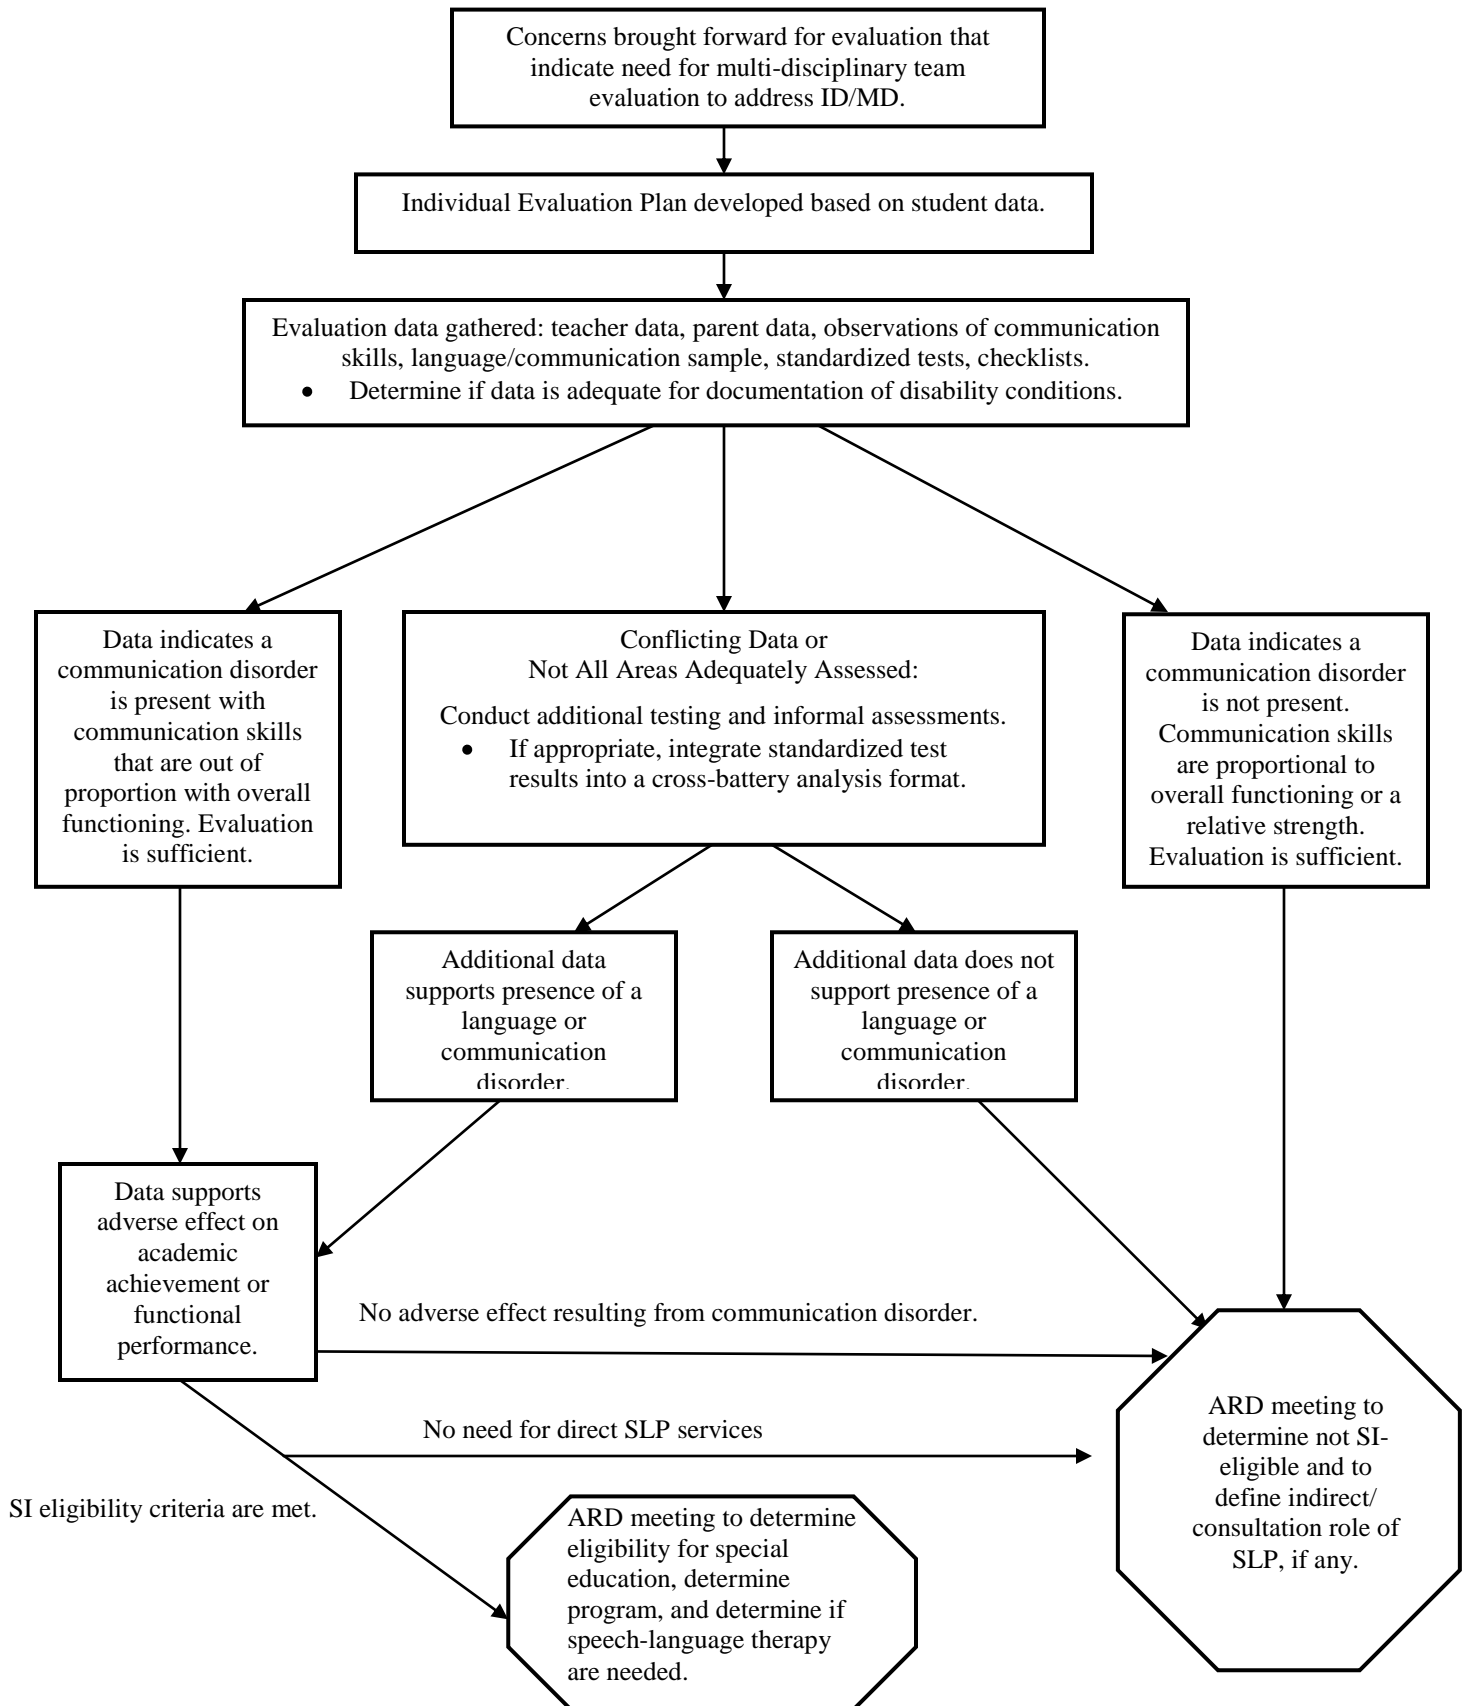 Concerns brought forward for evaluation that
indicate need for multi-disciplinary team
evaluation to address ID/MD.
Individual Evaluation Plan developed based on student data.
Evaluation data gathered: teacher data, parent data, observations of communication
skills, language/communication sample, standardized tests, checklists.
• Determine if data is adequate for documentation of disability conditions.
Data indicates a
communication disorder
is present with
communication skills
that are out of
proportion with overall
functioning. Evaluation
is sufficient.
Conflicting Data or
Not All Areas Adequately Assessed:
Conduct additional testing and informal assessments.
• If appropriate, integrate standardized test
results into a cross-battery analysis format.
Data indicates a
communication disorder
is not present.
Communication skills
are proportional to
overall functioning or a
relative strength.
Evaluation is sufficient.
Additional data
supports presence of a
language or
communication
disorder.
Additional data does not
support presence of a
language or
communication
disorder.
Data supports
adverse effect on
academic
achievement or
functional
performance.
No adverse effect resulting from communication disorder.
No need for direct SLP services
SI eligibility criteria are met.
ARD meeting to determine
eligibility for special
education, determine
program, and determine if
speech-language therapy
are needed.
ARD meeting to
determine not SI-
eligible and to
define indirect/
consultation role of
SLP, if any.